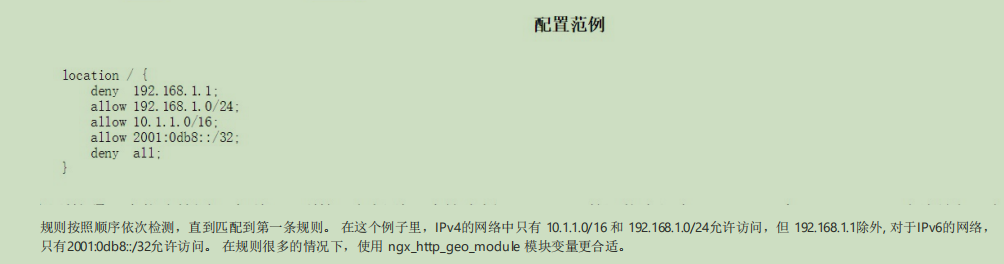 配置范例
location / {
    deny  192.168.1.1;
    allow 192.168.1.0/24;
    allow 10.1.1.0/16;
    allow 2001:0db8::/32;
    deny  all;
}
规则按照顺序依次检测，直到匹配到第一条规则。 在这个例子里，IPv4的网络中只有 10.1.1.0/16 和 192.168.1.0/24允许访问，但 192.168.1.1除外, 对于IPv6的网络，
只有2001:0db8::/32允许访问。 在规则很多的情况下，使用 ngx_http_geo_module 模块变量更合适。